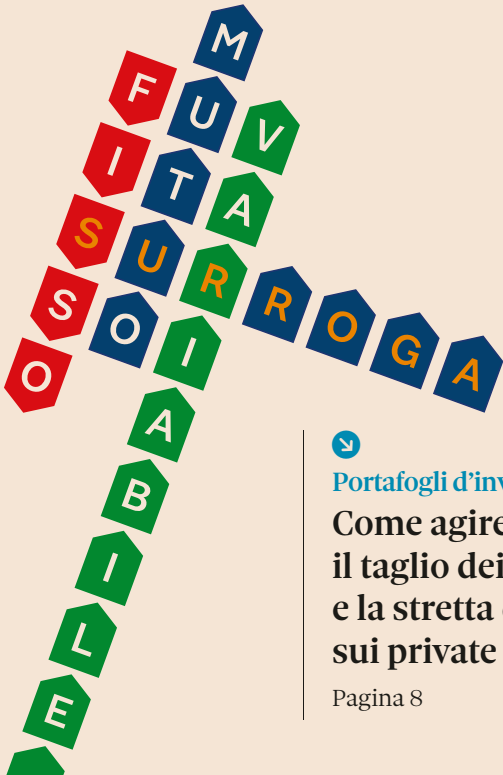 MUTUO
FISSO
VARIABILE
SURROGA
Portafogli d’inv
Come agire
il taglio dei
e la stretta
sui private
Pagina 8